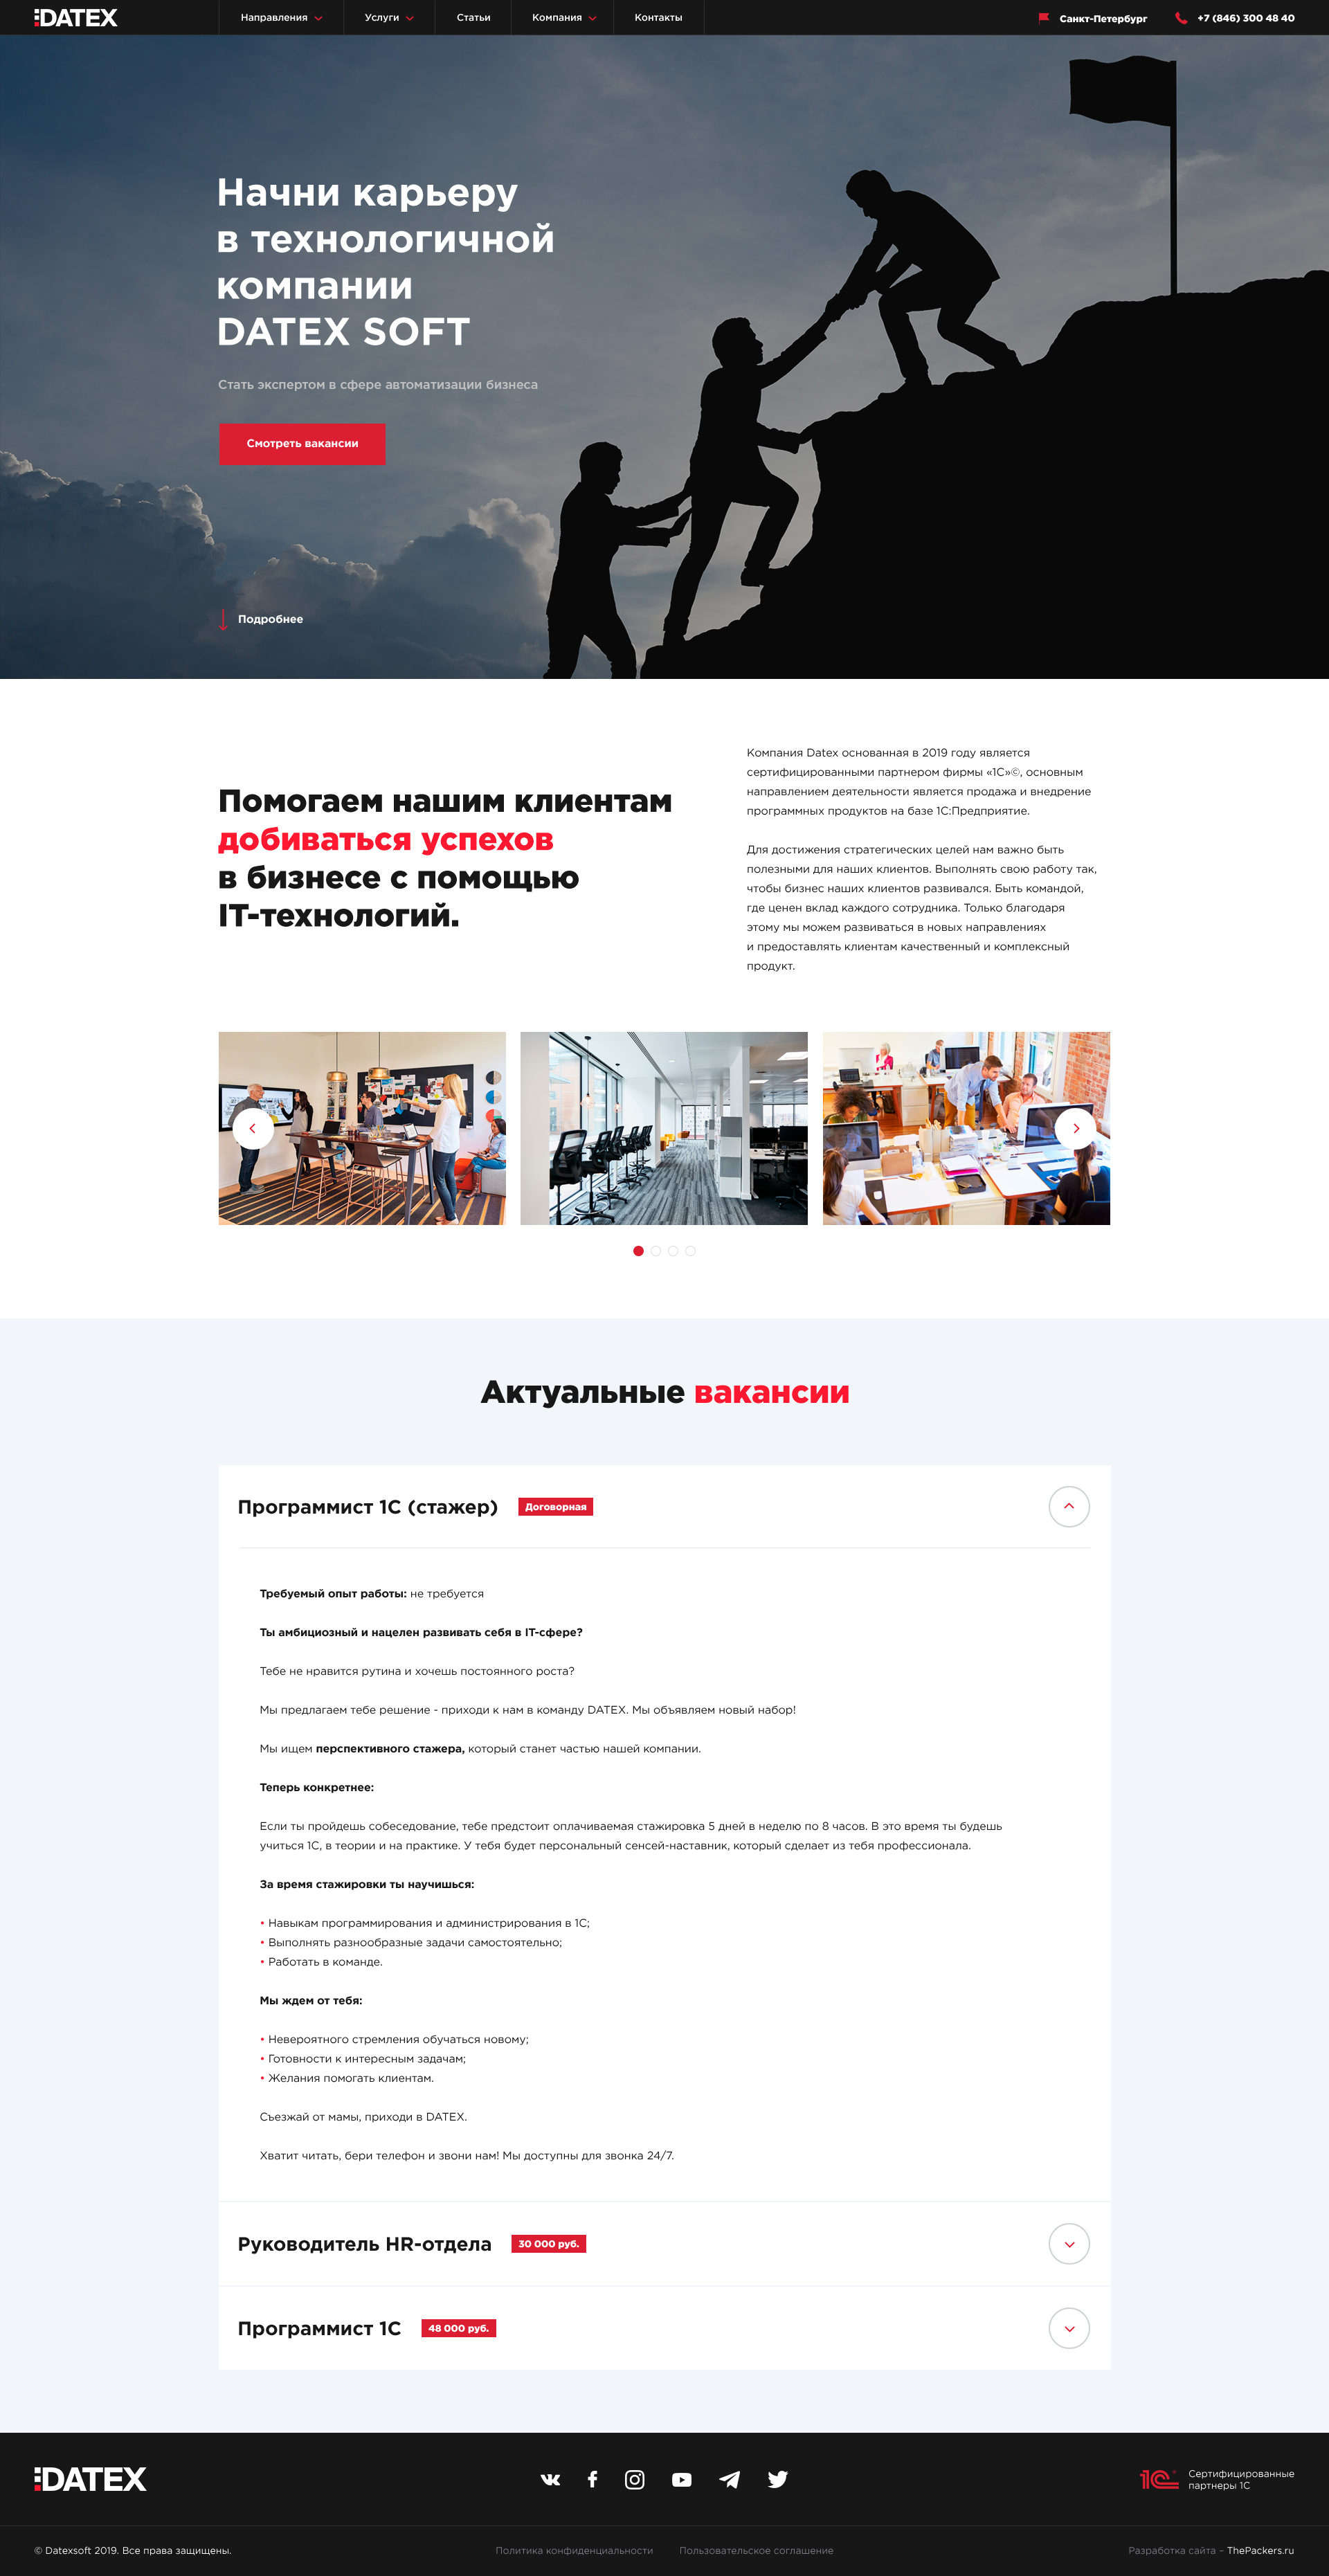 DATEX
Направления
Услуги
Статьи
Компания
Контакты
Санкт-Петербург
+7 (846) 300 48 40
Начни карьеру
в технологичной
компании
DATEX SOFT
Стать экспертом в сфере автоматизации бизнеса
Смотреть вакансии
Подробнее
Помогаем нашим клиентам
добиваться успехов
в бизнесе с помощью
IT-технологий.
Компания Datex основанная в 2019 году является
сертифицированными партнером фирмы «1С»©, основным
направлением деятельности является продажа и внедрение
программных продуктов на базе 1С:Предприятие.
Для достижения стратегических целей нам важно быть
полезными для наших клиентов. Выполнять свою работу так,
чтобы бизнес наших клиентов развивался. Быть командой,
где ценен вклад каждого сотрудника. Только благодаря
этому мы можем развиваться в новых направлениях
и предоставлять клиентам качественный и комплексный
продукт.
Актуальные вакансии
Программист 1С (стажер)
Договорная
Требуемый опыт работы: не требуется
Ты амбициозный и нацелен развивать себя в IT-сфере?
Тебе не нравится рутина и хочешь постоянного роста?
Мы предлагаем тебе решение - приходи к нам в команду DATEX. Мы объявляем новый набор!
Мы ищем перспективного стажера, который станет частью нашей компании.
Теперь конкретнее:
Если ты пройдешь собеседование, тебе предстоит оплачиваемая стажировка 5 дней в неделю по 8 часов. В это время ты будешь
учиться 1С, в теории и на практике. У тебя будет персональный сенсей-наставник, который сделает из тебя профессионала.
За время стажировки ты научишься:
• Навыкам программирования и администрирования в 1С;
• Выполнять разнообразные задачи самостоятельно;
• Работать в команде.
Мы ждем от тебя:
• Невероятного стремления обучаться новому;
• Готовности к интересным задачам;
• Желания помогать клиентам.
Съезжай от мамы, приходи в DATEX.
Хватит читать, бери телефон и звони нам! Мы доступны для звонка 24/7.
Руководитель HR-отдела
30 000 руб.
Программист 1С
48 000 руб.
DATEX
1С
Сертифицированные
партнеры 1С
© Datexsoft 2019. Все права защищены.
Политика конфиденциальности
Пользовательское соглашение
Разработка сайта – ThePackers.ru